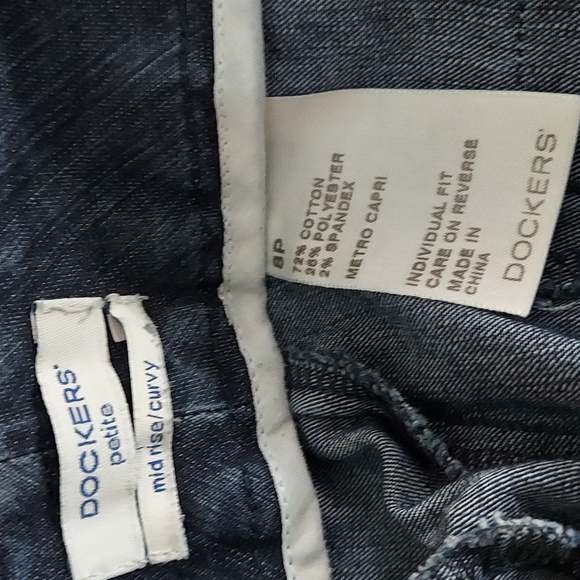 DOCKERS'
petite
mid rise/curvy
8P
72% COTTON
26% POLYESTER
2% SPANDEX
METRO CAPRI
INDIVIDUAL FIT
CARE ON REVERSE
MADE IN
CHINA
DOCKERS'